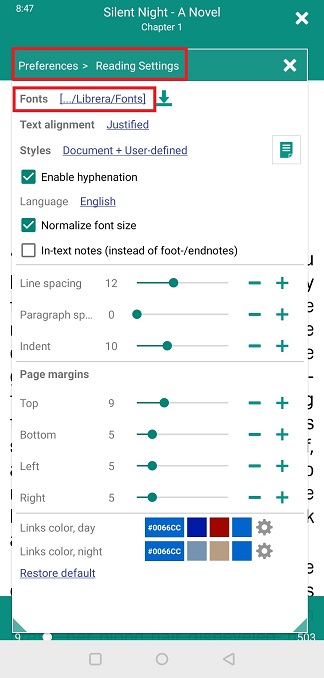 8:47
Silent Night - A Novel
Chapter 1
Preferences > Reading Settings
Fonts [.../Librera/Fonts]
Text alignment Justified
Styles Document + User-defined
Enable hyphenation
Language English
Normalize font size
In-text notes (instead of foot-/endnotes)
Line spacing 12
Paragraph sp... 0
Indent 10
Page margins
Top 9
Bottom 5
Left 5
Right 5
Links color, day #0066CC
Links color, night #0066CC
Restore default
9 503